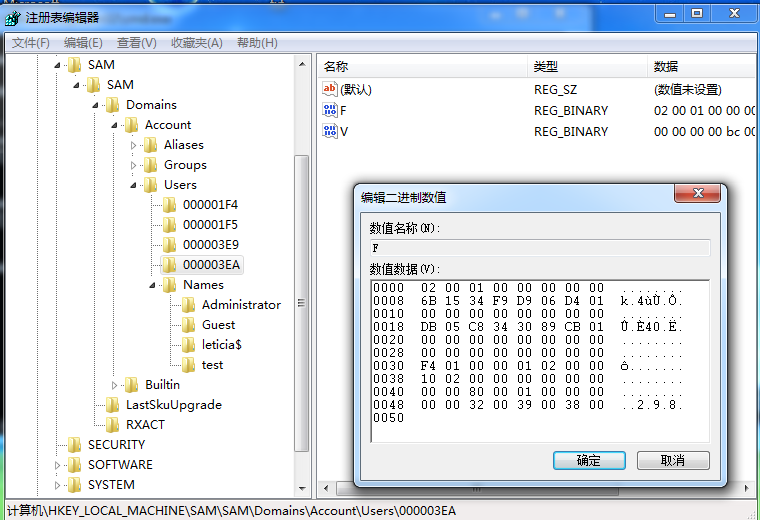 注册表编辑器
文件(F) 编辑(E) 查看(V) 收藏夹(A) 帮助(H)
SAM
SAM
Domains
Account
Aliases
Groups
Users
000001F4
000001F5
000003E9
000003EA
Names
Administrator
Guest
leticia$
test
Builtin
LastSkuUpgrade
RXACT
SECURITY
SOFTWARE
SYSTEM
名称 类型 数据
(默认) REG_SZ (数值未设置)
F REG_BINARY 02 00 01 00 00 00
V REG_BINARY 00 00 00 00 bc 00
编辑二进制数值
数值名称(N):
F
数值数据(V):
0000 02 00 01 00 00 00 00 00 ........
0008 6B 15 34 F9 D9 06 D4 01 k.4ùÙ.Ô.
0010 00 00 00 00 00 00 00 00 ........
0018 DB 05 C8 34 30 89 CB 01 Û.È40.Ë.
0020 00 00 00 00 00 00 00 00 ........
0028 00 00 00 00 00 00 00 00 ........
0030 F4 01 00 00 01 02 00 00 ô.......
0038 10 02 00 00 00 00 00 00 ........
0040 00 00 80 00 01 00 00 00 ........
0048 00 00 32 00 39 00 38 00 ..2.9.8.
0050
确定 取消
计算机\HKEY_LOCAL_MACHINE\SAM\SAM\Domains\Account\Users\000003EA